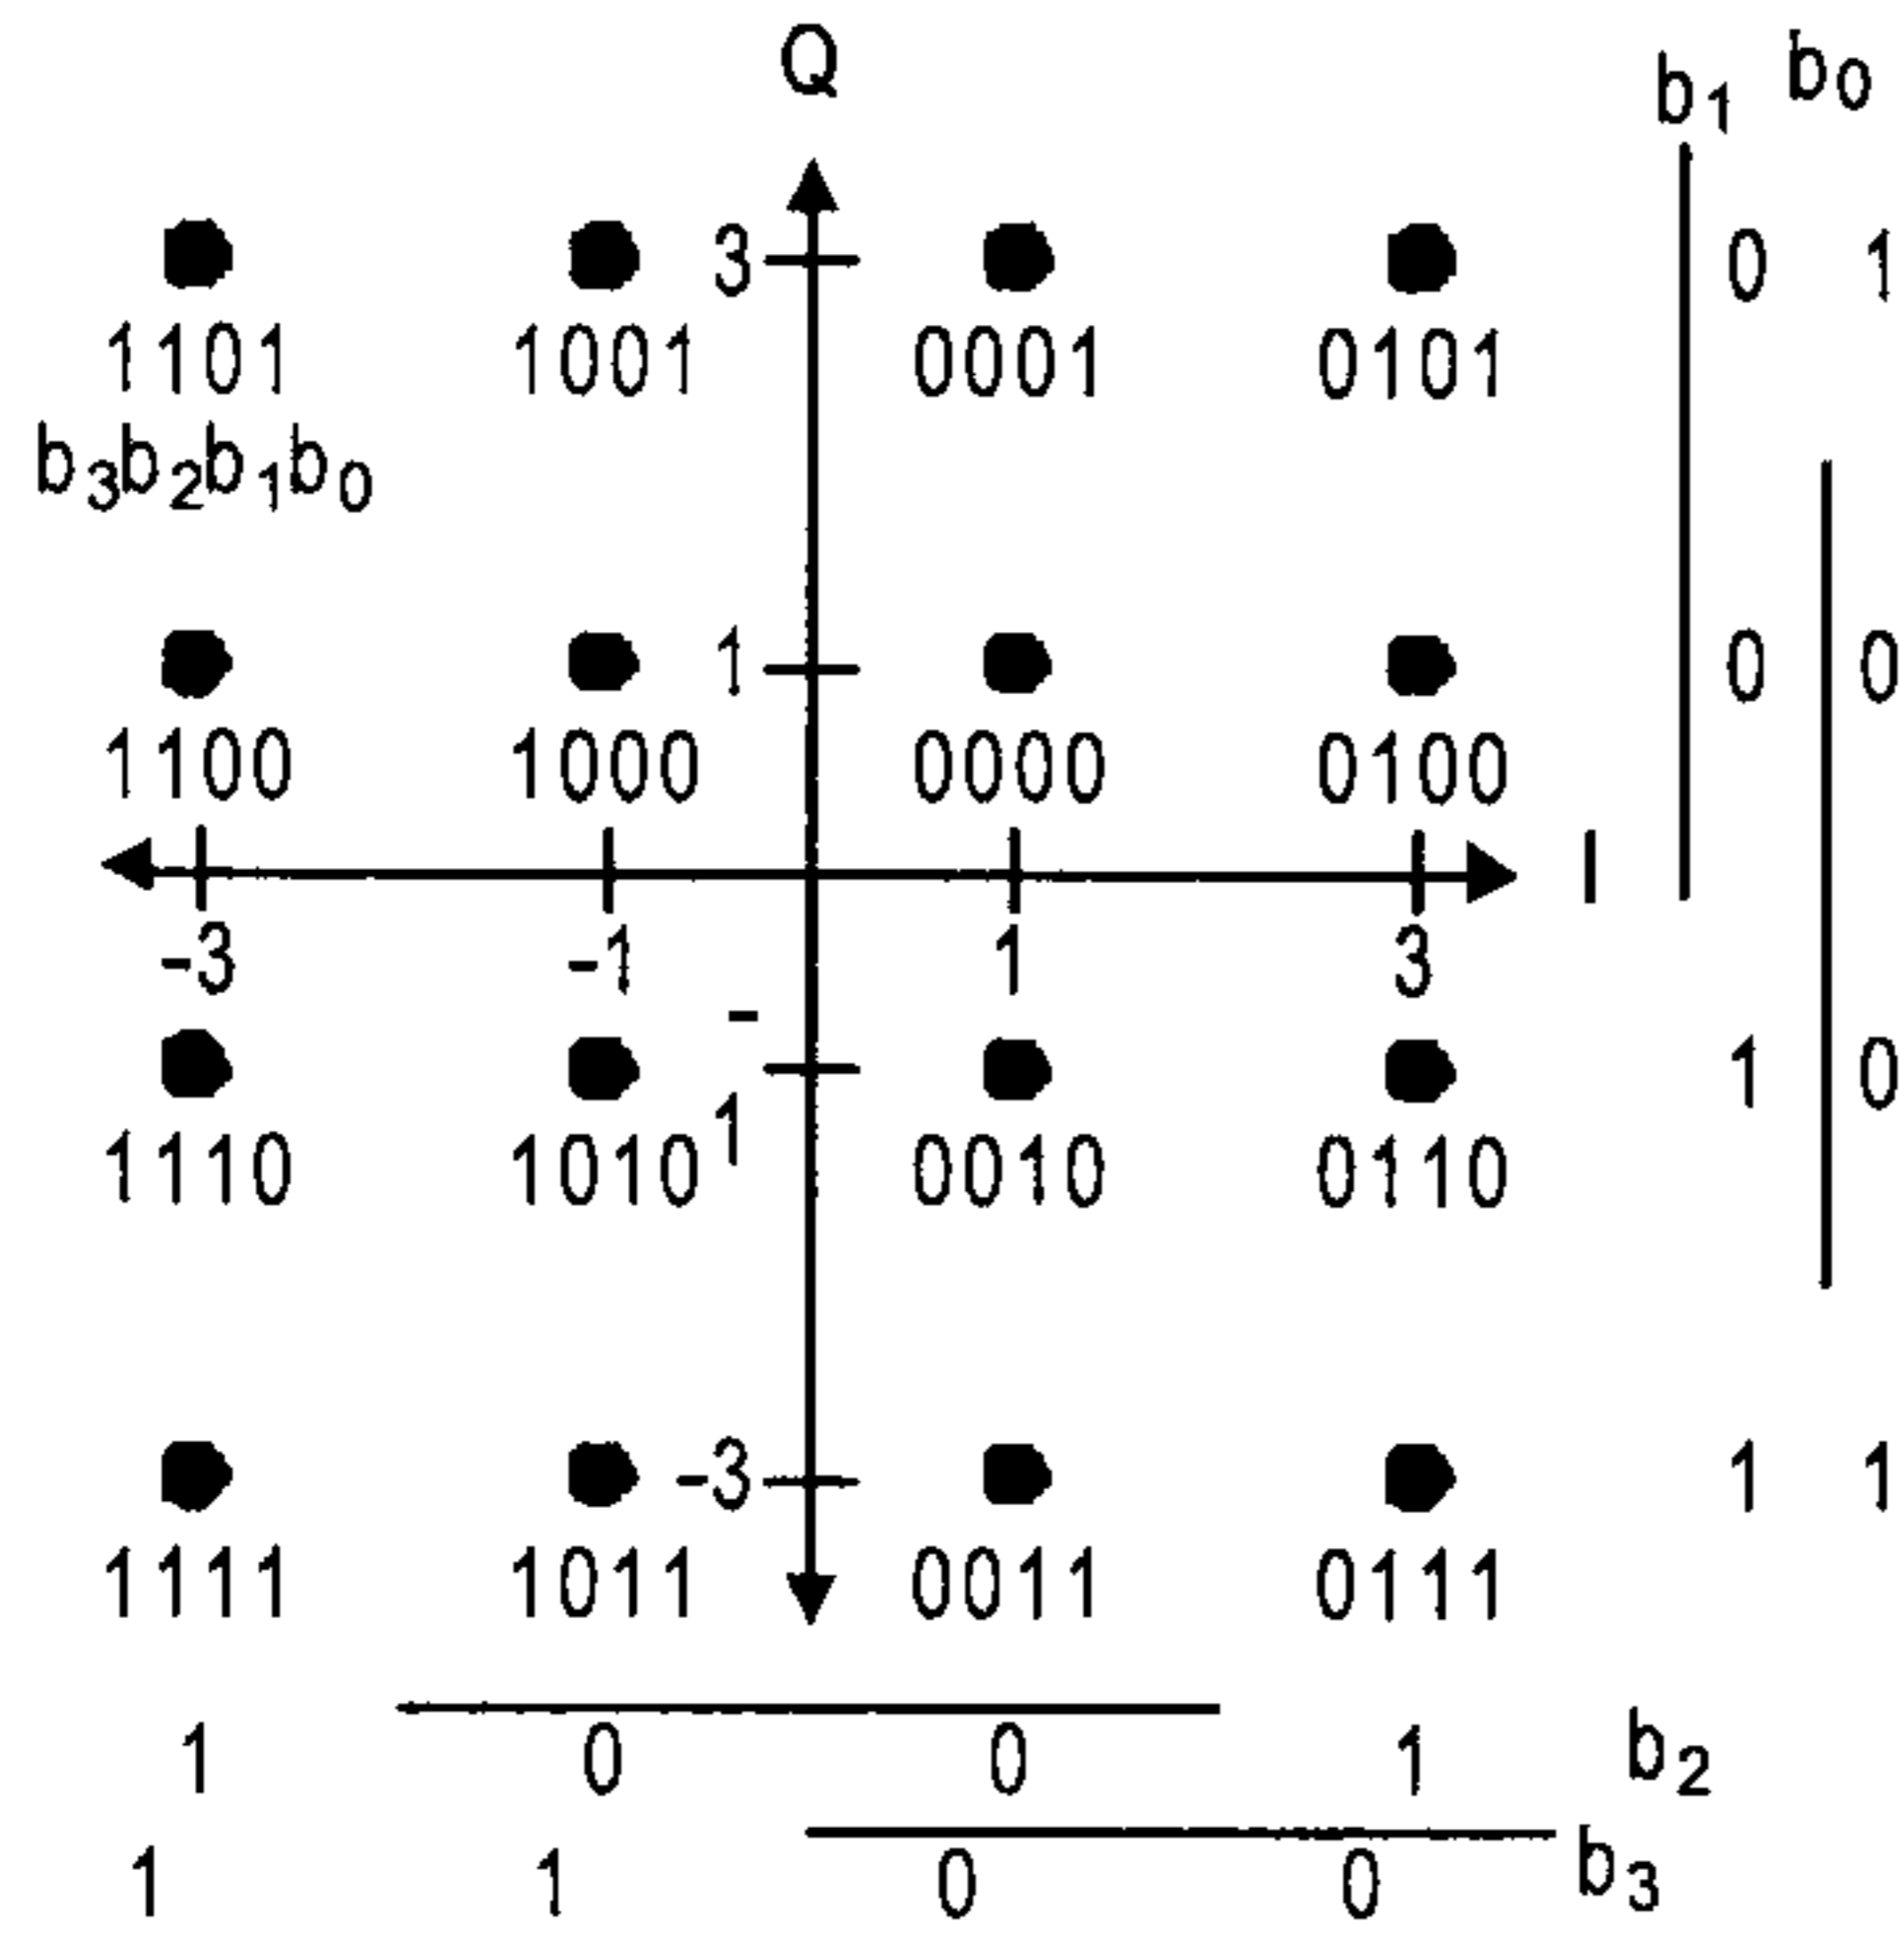 Q b₁ b₀
3 0 1
1101 1001 0001 0101
b₃b₂b₁b₀
1 0 0
1100 1000 0000 0100
I
-3 -1 1 3
-1 1 0
1110 1010 0010 0110
-3 1 1
1111 1011 0011 0111
1 0 0 1 b₂
1 1 0 0 b₃